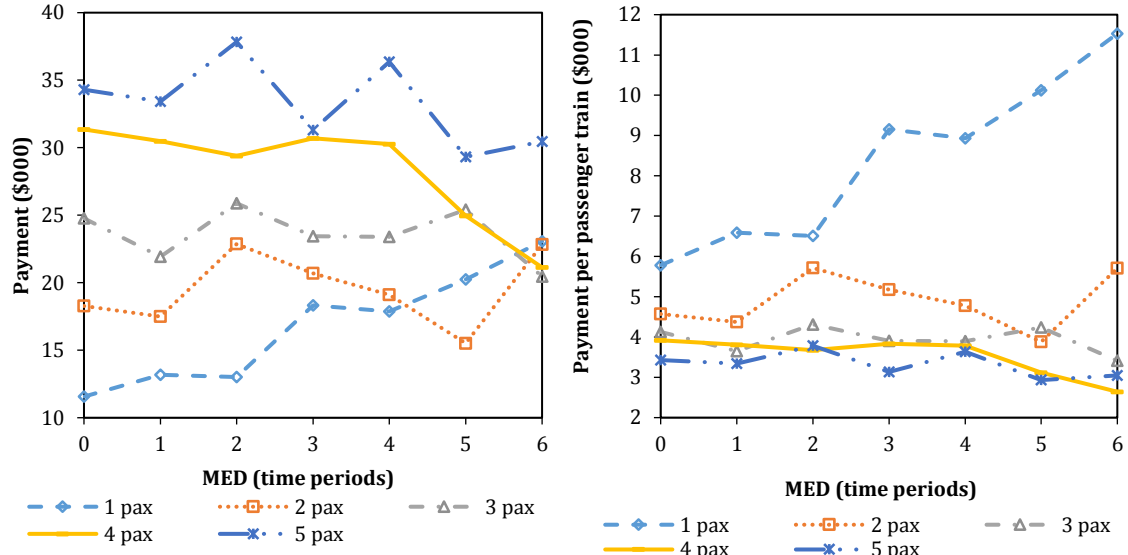 40
35
30
25
20
15
10
Payment ($000)
0 1 2 3 4 5 6
MED (time periods)
1 pax 2 pax 3 pax
4 pax 5 pax
12
11
10
9
8
7
6
5
4
3
2
Payment per passenger train ($000)
0 1 2 3 4 5 6
MED (time periods)
1 pax 2 pax 3 pax
4 pax 5 pax